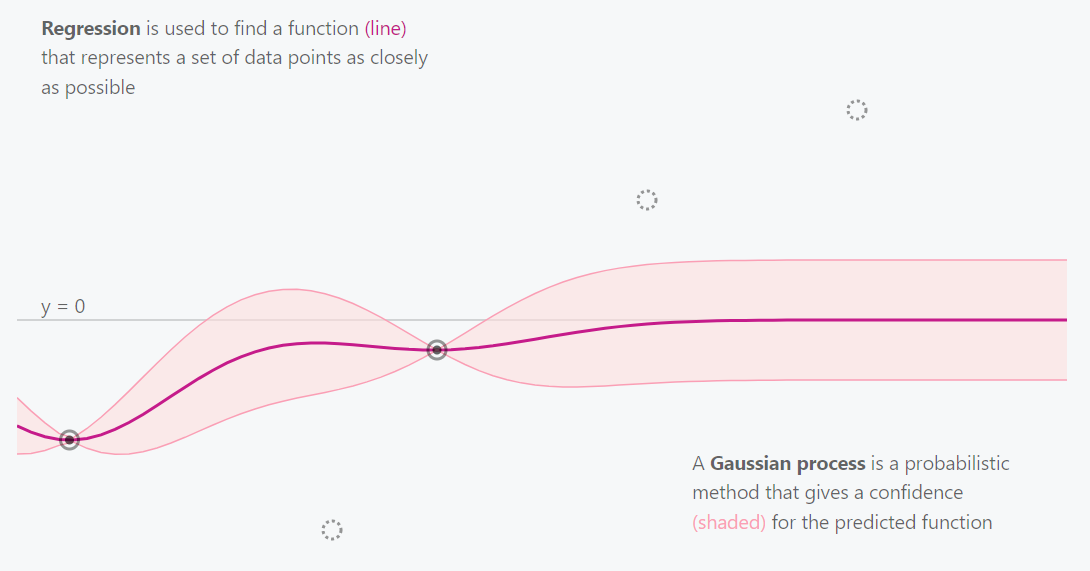 Regression is used to find a function (line)
that represents a set of data points as closely
as possible
y = 0
A Gaussian process is a probabilistic
method that gives a confidence
(shaded) for the predicted function